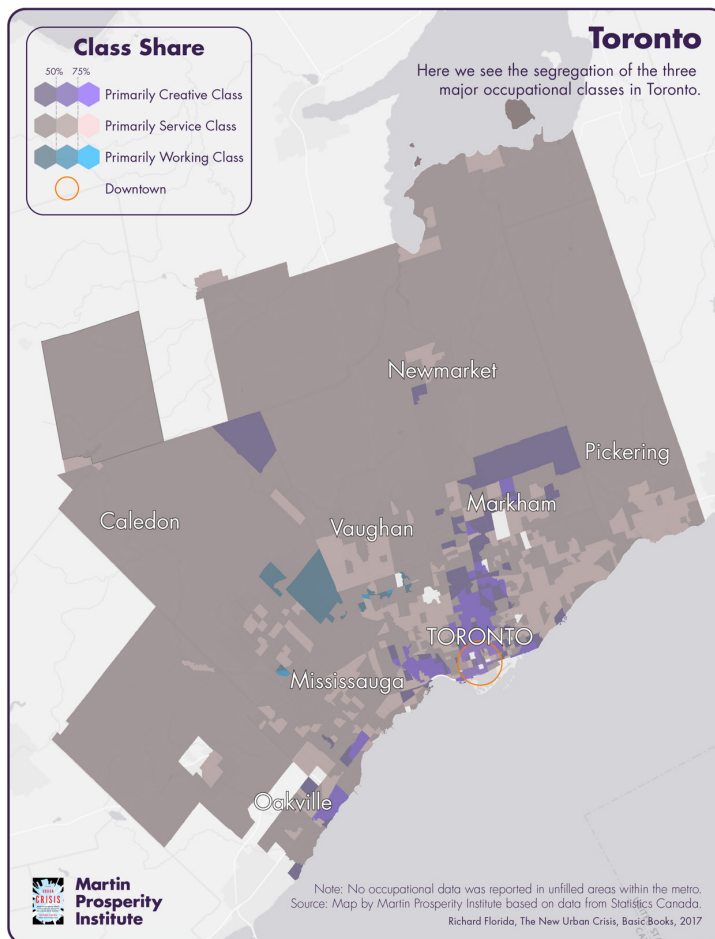 Class Share
50% 75%
Primarily Creative Class
Primarily Service Class
Primarily Working Class
Downtown
Toronto
Here we see the segregation of the three
major occupational classes in Toronto.
Newmarket
Pickering
Markham
Caledon
Vaughan
TORONTO
Mississauga
Oakville
CRISIS
Martin
Prosperity
Institute
Note: No occupational data was reported in unfilled areas within the metro.
Source: Map by Martin Prosperity Institute based on data from Statistics Canada.
Richard Florida, The New Urban Crisis, Basic Books, 2017